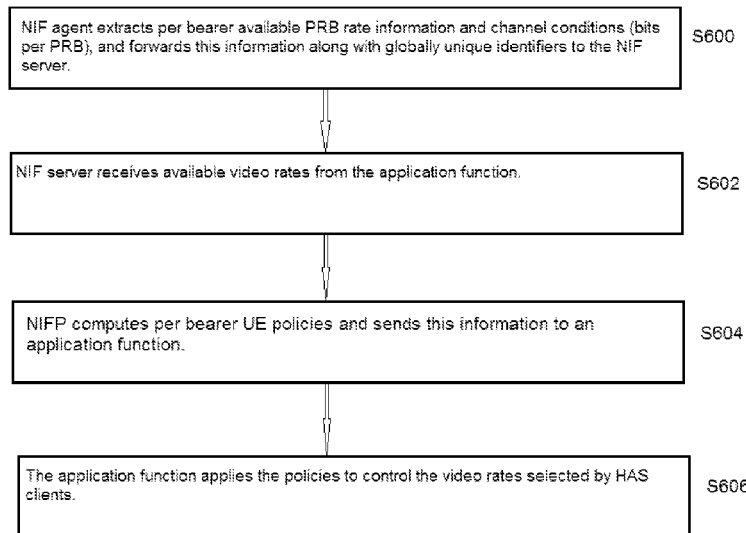 NIF agent extracts per bearer available PRB rate information and channel conditions (bits
per PRB), and forwards this information along with globally unique identifiers to the NIF
server.
S600
NIF server receives available video rates from the application function.
S602
NIFP computes per bearer UE policies and sends this information to an
application function.
S604
The application function applies the policies to control the video rates selected by HAS
clients.
S606